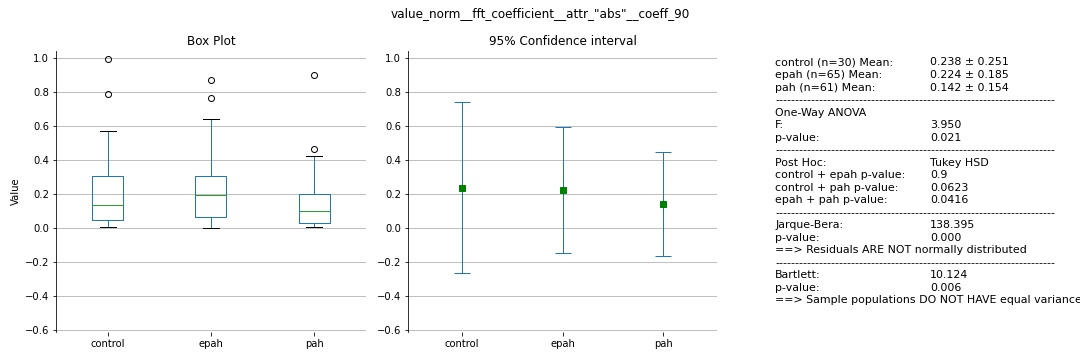 value_norm__fft_coefficient__attr_"abs"__coeff_90
Box Plot
Value
1.0
0.8
0.6
0.4
0.2
0.0
−0.2
−0.4
−0.6
control epah pah
95% Confidence interval
1.0
0.8
0.6
0.4
0.2
0.0
−0.2
−0.4
−0.6
control epah pah
control (n=30) Mean: 0.238 ± 0.251
epah (n=65) Mean: 0.224 ± 0.185
pah (n=61) Mean: 0.142 ± 0.154
One-Way ANOVA
F: 3.950
p-value: 0.021
Post Hoc: Tukey HSD
control + epah p-value: 0.9
control + pah p-value: 0.0623
epah + pah p-value: 0.0416
Jarque-Bera: 138.395
p-value: 0.000
==> Residuals ARE NOT normally distributed
Bartlett: 10.124
p-value: 0.006
==> Sample populations DO NOT HAVE equal variance